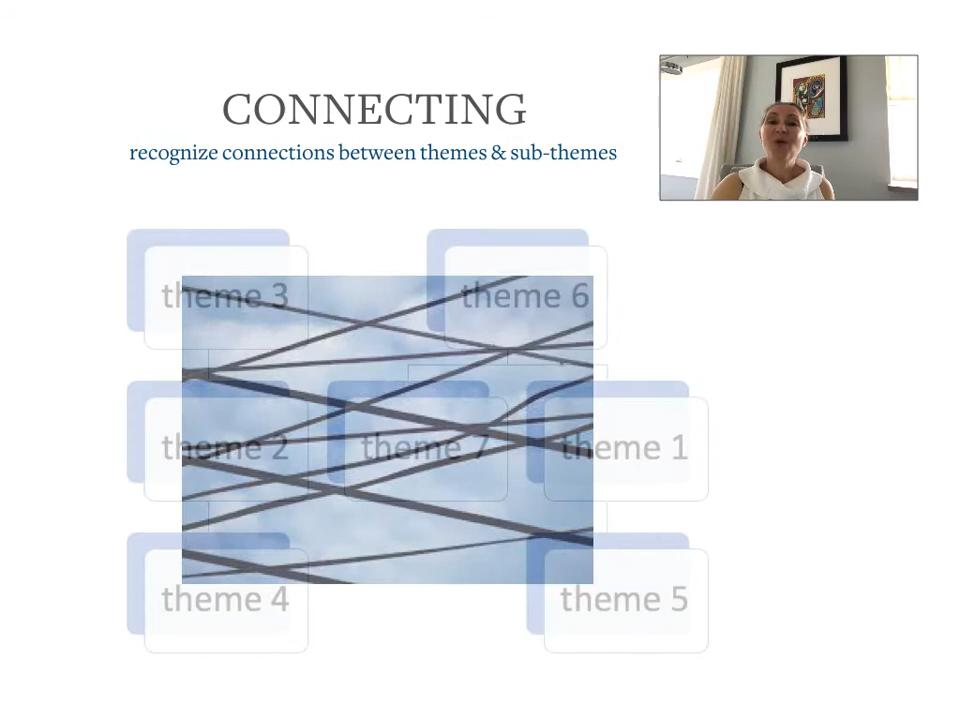 CONNECTING
recognize connections between themes & sub-themes
theme 3
theme 6
theme 2
theme 7
theme 1
theme 4
theme 5